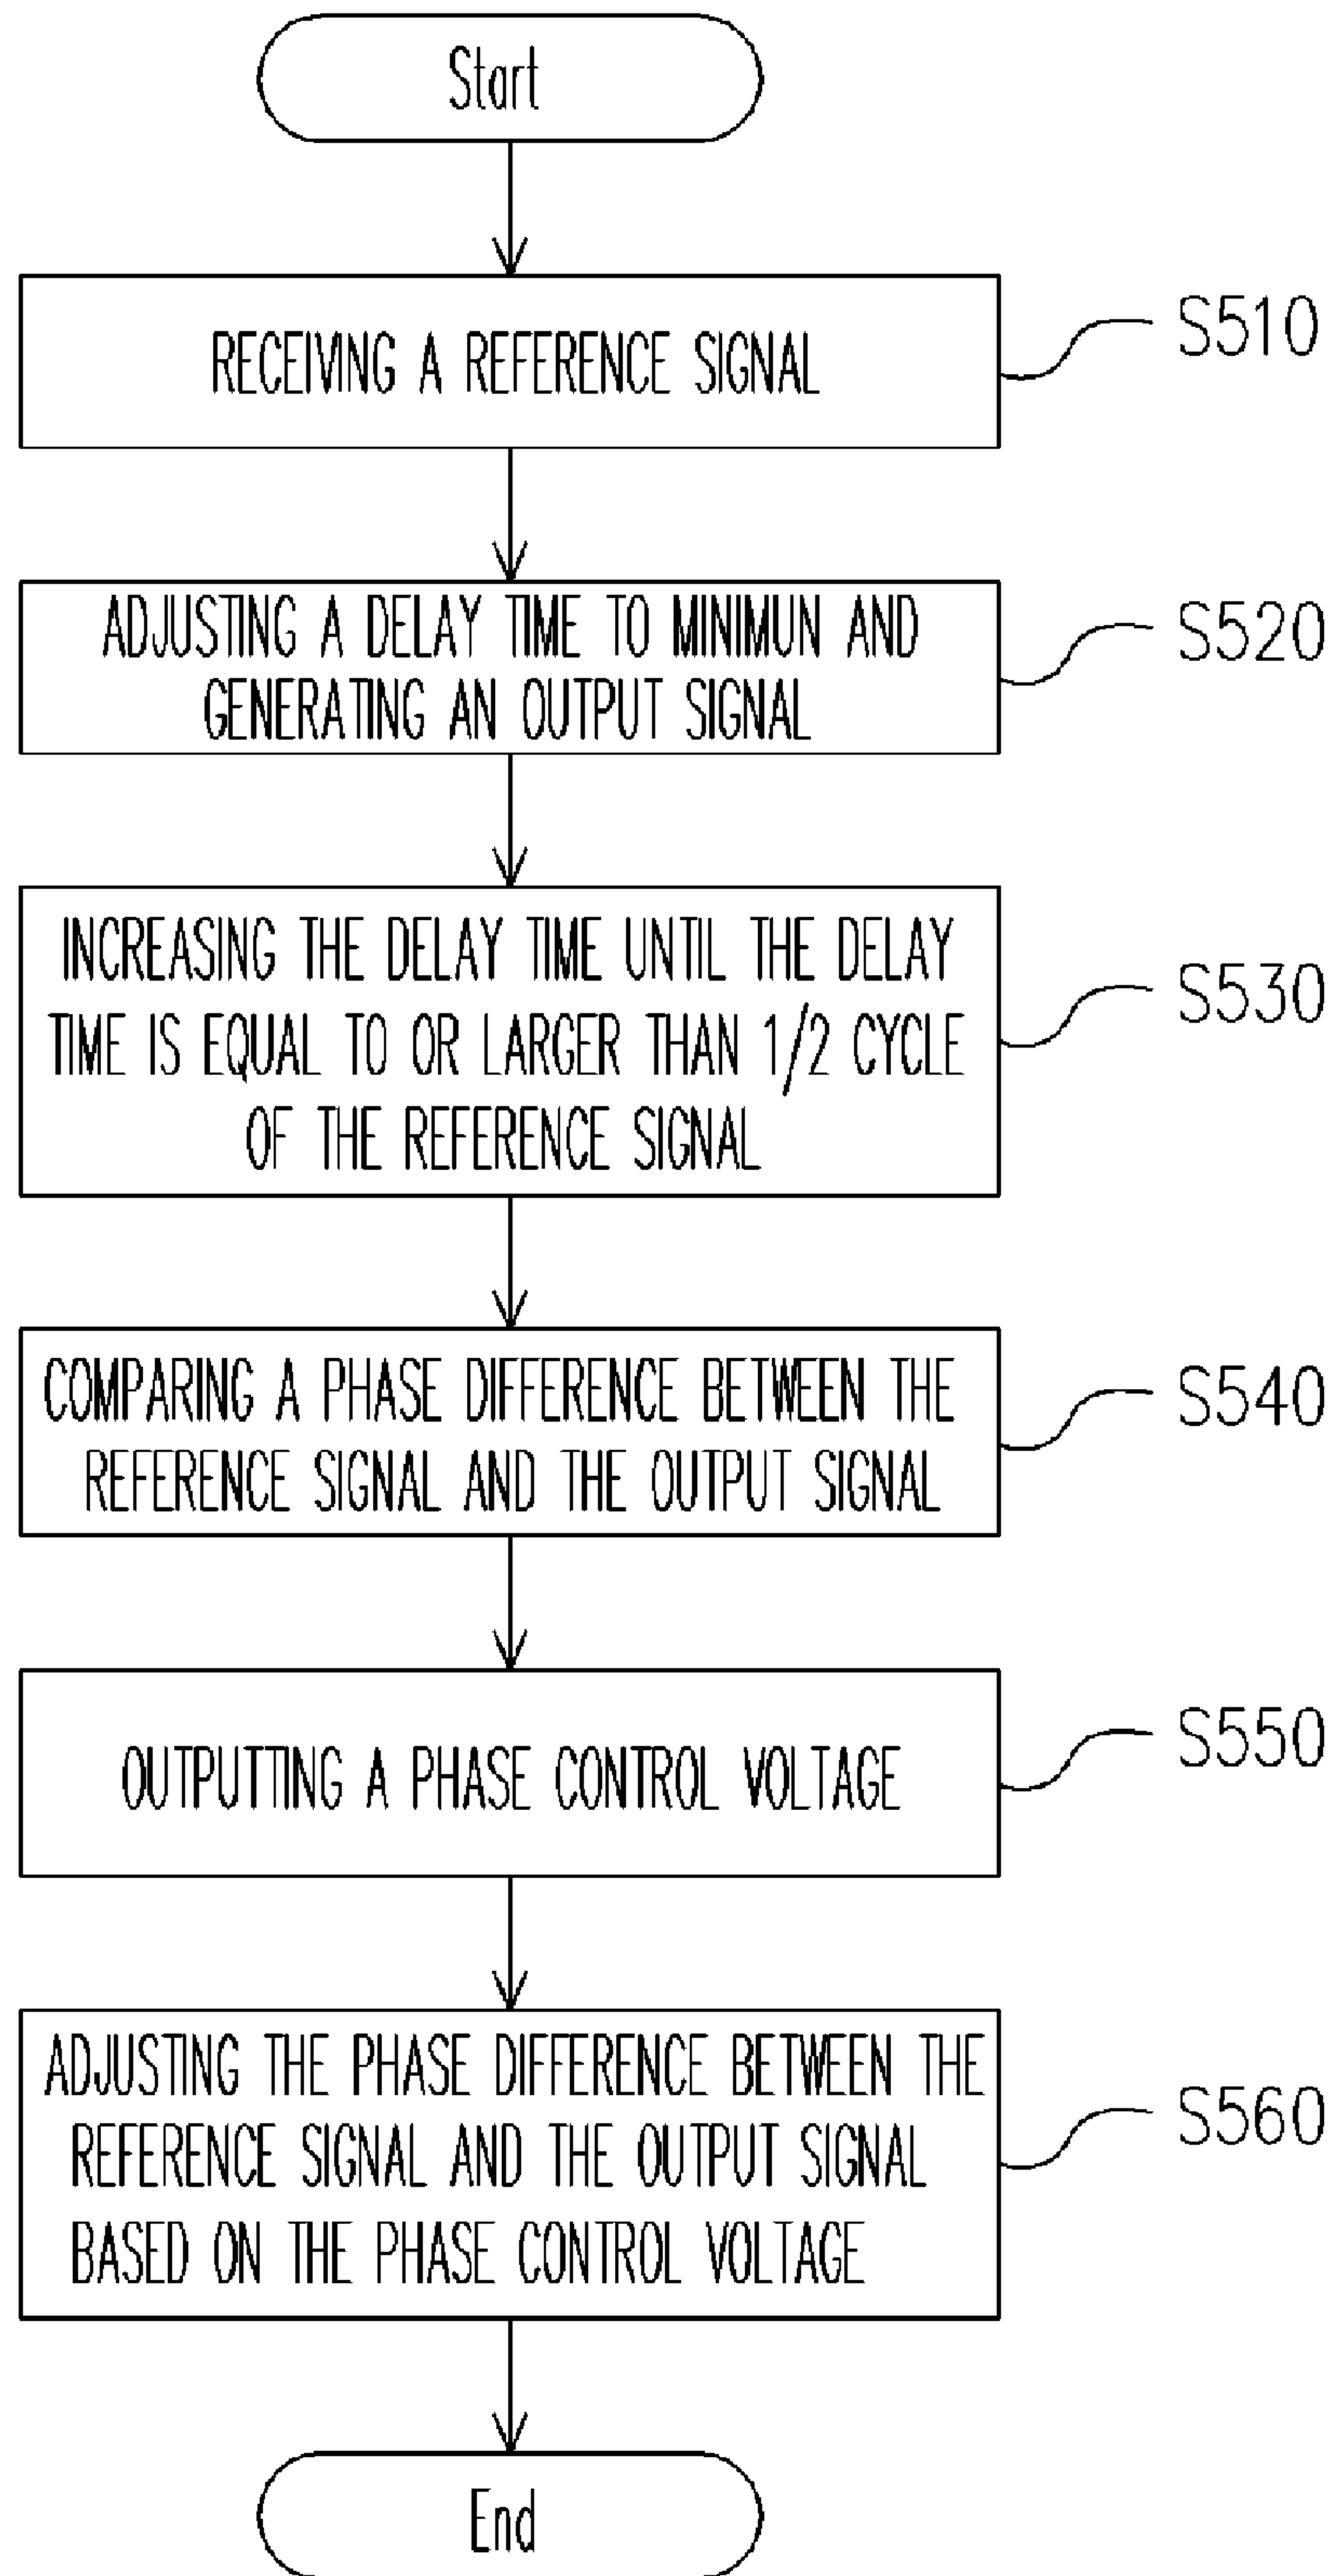 Start
RECEIVING A REFERENCE SIGNAL
S510
ADJUSTING A DELAY TIME TO MINIMUN AND
GENERATING AN OUTPUT SIGNAL
S520
INCREASING THE DELAY TIME UNTIL THE DELAY
TIME IS EQUAL TO OR LARGER THAN 1/2 CYCLE
OF THE REFERENCE SIGNAL
S530
COMPARING A PHASE DIFFERENCE BETWEEN THE
REFERENCE SIGNAL AND THE OUTPUT SIGNAL
S540
OUTPUTTING A PHASE CONTROL VOLTAGE
S550
ADJUSTING THE PHASE DIFFERENCE BETWEEN THE
REFERENCE SIGNAL AND THE OUTPUT SIGNAL
BASED ON THE PHASE CONTROL VOLTAGE
S560
End